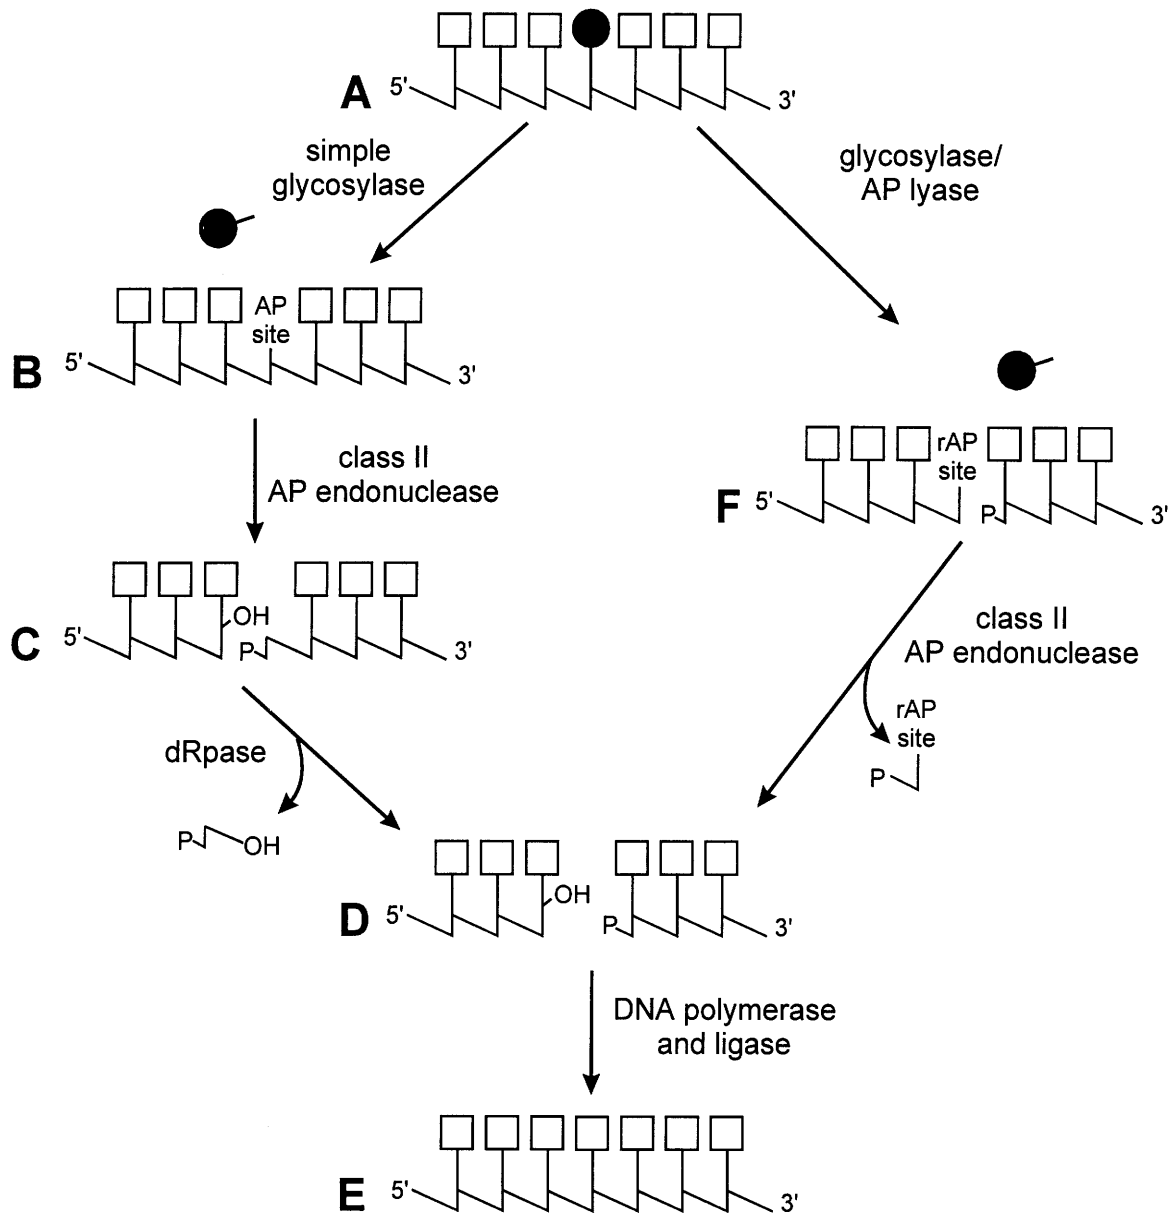 A
5'
3'
simple
glycosylase
glycosylase/
AP lyase
B
5'
AP
site
3'
class II
AP endonuclease
F
5'
rAP
site
P
3'
C
5'
OH
P
3'
class II
AP endonuclease
dRpase
rAP
site
P
P
OH
D
5'
OH
P
3'
DNA polymerase
and ligase
E
5'
3'